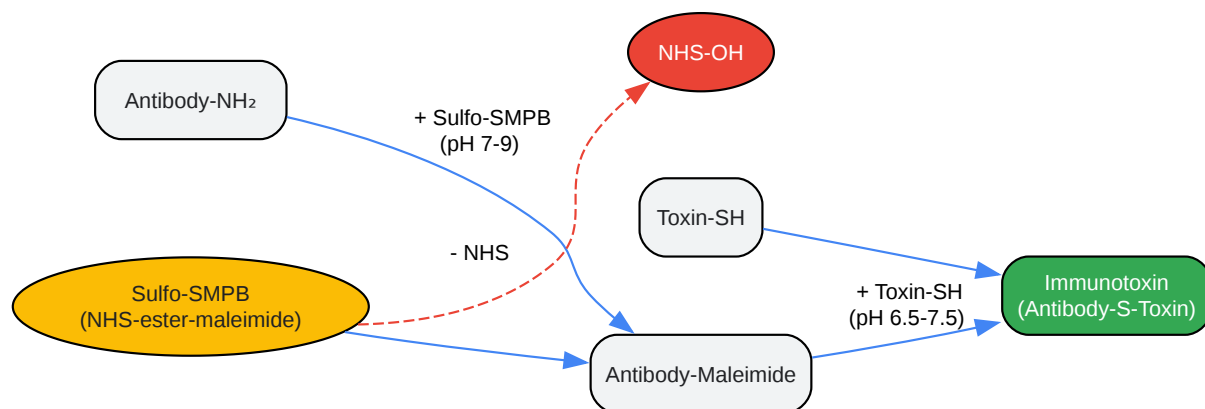 NHS-OH
Antibody-NH₂
+ Sulfo-SMPB
(pH 7-9)
Toxin-SH
- NHS
Sulfo-SMPB
(NHS-ester-maleimide)
+ Toxin-SH
(pH 6.5-7.5)
Immunotoxin
(Antibody-S-Toxin)
Antibody-Maleimide